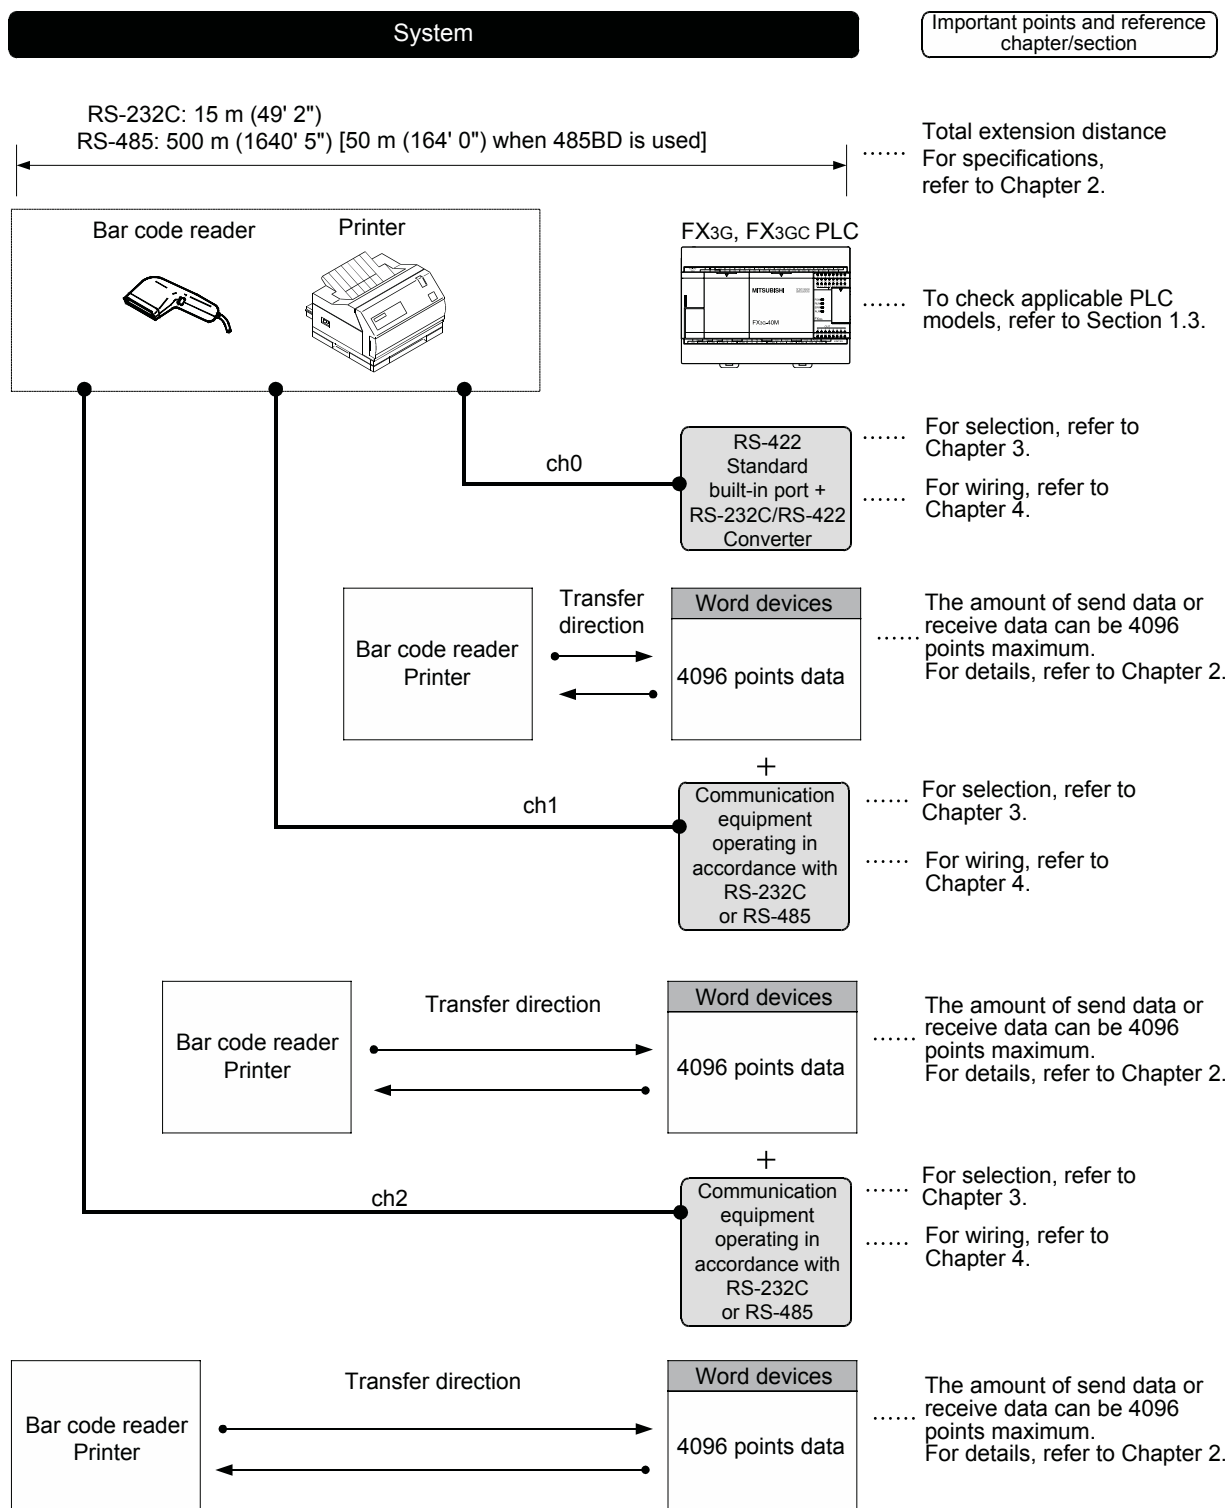 System
Important points and reference
chapter/section
RS-232C: 15 m (49' 2")
RS-485: 500 m (1640' 5") [50 m (164' 0") when 485BD is used]
...... Total extension distance
For specifications,
refer to Chapter 2.
Bar code reader
Printer
FX3G, FX3GC PLC
MITSUBISHI
FX3G-40M
...... To check applicable PLC
models, refer to Section 1.3.
ch0
RS-422
Standard
built-in port +
RS-232C/RS-422
Converter
...... For selection, refer to
Chapter 3.
...... For wiring, refer to
Chapter 4.
Bar code reader
Printer
Transfer
direction
Word devices
4096 points data
...... The amount of send data or
receive data can be 4096
points maximum.
For details, refer to Chapter 2.
+
ch1
Communication
equipment
operating in
accordance with
RS-232C
or RS-485
...... For selection, refer to
Chapter 3.
...... For wiring, refer to
Chapter 4.
Bar code reader
Printer
Transfer direction
Word devices
4096 points data
...... The amount of send data or
receive data can be 4096
points maximum.
For details, refer to Chapter 2.
+
ch2
Communication
equipment
operating in
accordance with
RS-232C
or RS-485
...... For selection, refer to
Chapter 3.
...... For wiring, refer to
Chapter 4.
Bar code reader
Printer
Transfer direction
Word devices
4096 points data
...... The amount of send data or
receive data can be 4096
points maximum.
For details, refer to Chapter 2.